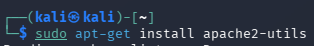 ┌──(kali㉿kali)-[~]
└─$ sudo apt-get install apache2-utils